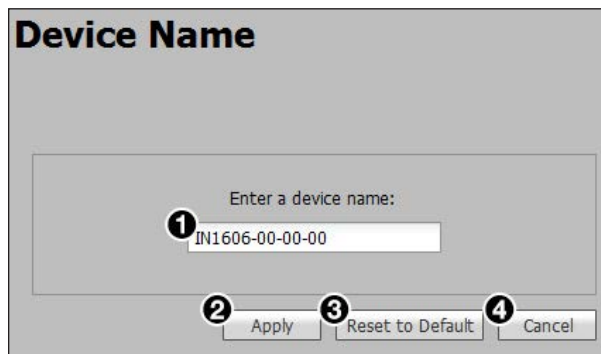 Device Name
Enter a device name:
1 IN1606-00-00-00
2 Apply 3 Reset to Default 4 Cancel